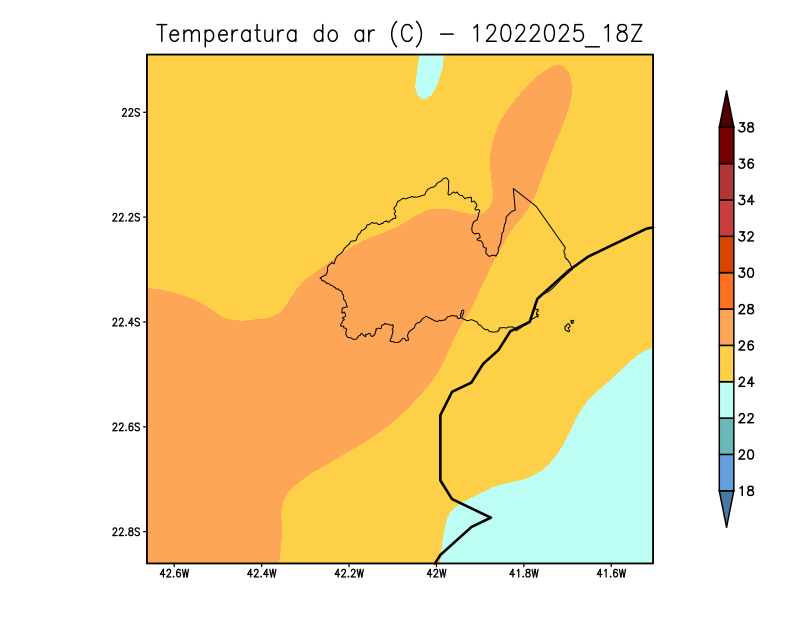 Temperatura do ar (C) - 12022025_18Z
22S
22.2S
22.4S
22.6S
22.8S
42.6W
42.4W
42.2W
42W
41.8W
41.6W
38
36
34
32
30
28
26
24
22
20
18